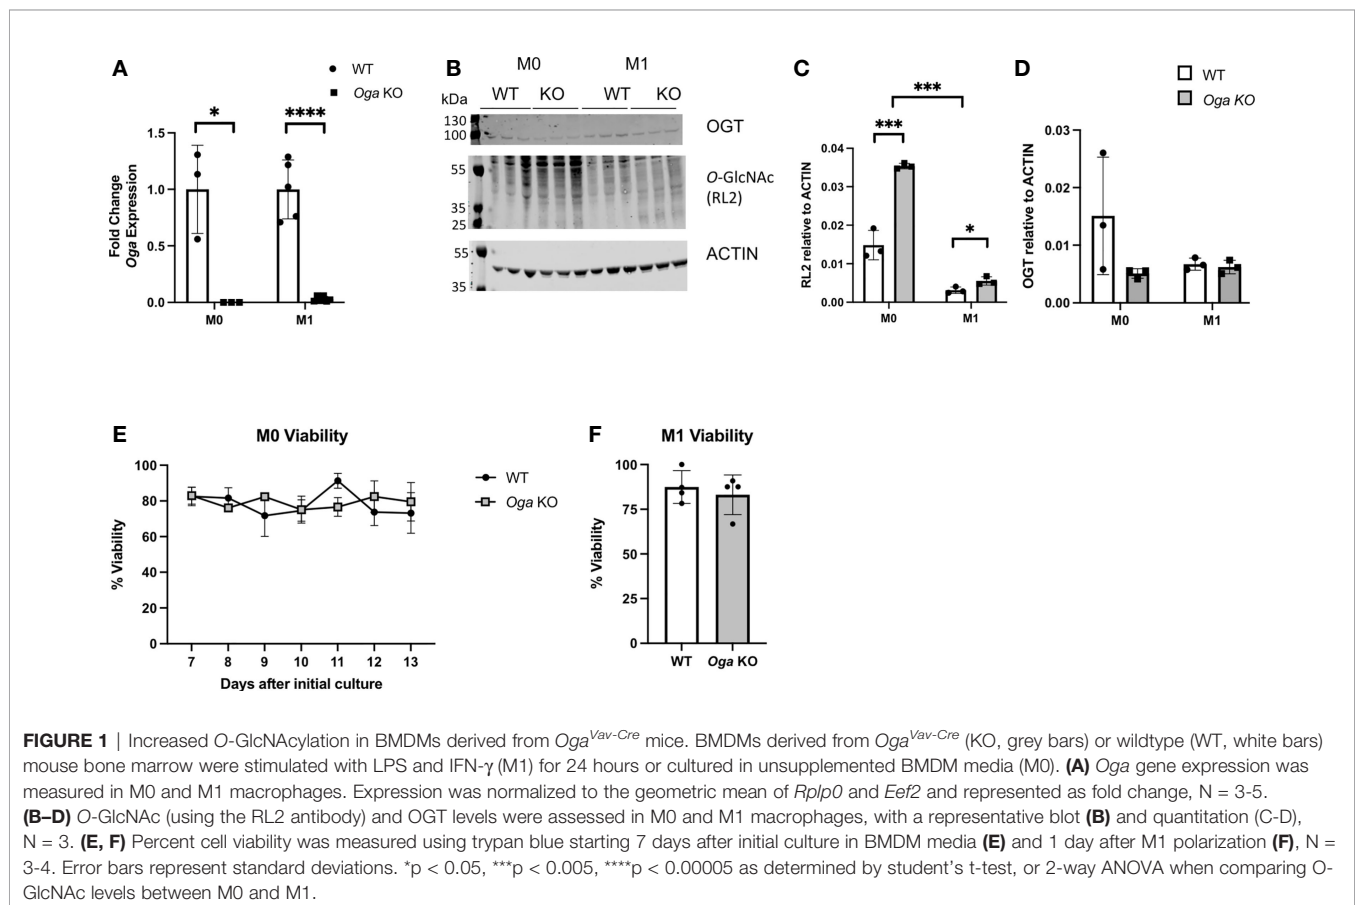 A
WT
Oga KO
*
****
1.5
1.0
0.5
0.0
Fold Change
Oga Expression
M0
M1
B
M0
M1
kDa
WT
KO
WT
KO
130
100
OGT
55
35
25
O-GlcNAc
(RL2)
55
35
ACTIN
C
***
***
*
0.04
0.03
0.02
0.01
0.00
RL2 relative to ACTIN
M0
M1
D
WT
Oga KO
0.03
0.02
0.01
0.00
OGT relative to ACTIN
M0
M1
E
M0 Viability
100
80
60
40
20
0
% Viability
7
8
9
10
11
12
13
Days after initial culture
WT
Oga KO
F
M1 Viability
100
75
50
25
0
% Viability
WT
Oga KO
FIGURE 1 | Increased O-GlcNAcylation in BMDMs derived from Oga^Vav-Cre mice. BMDMs derived from Oga^Vav-Cre (KO, grey bars) or wildtype (WT, white bars)
mouse bone marrow were stimulated with LPS and IFN-γ (M1) for 24 hours or cultured in unsupplemented BMDM media (M0). (A) Oga gene expression was
measured in M0 and M1 macrophages. Expression was normalized to the geometric mean of Rplp0 and Eef2 and represented as fold change, N = 3-5.
(B–D) O-GlcNAc (using the RL2 antibody) and OGT levels were assessed in M0 and M1 macrophages, with a representative blot (B) and quantitation (C-D),
N = 3. (E, F) Percent cell viability was measured using trypan blue starting 7 days after initial culture in BMDM media (E) and 1 day after M1 polarization (F), N =
3-4. Error bars represent standard deviations. *p < 0.05, ***p < 0.005, ****p < 0.00005 as determined by student's t-test, or 2-way ANOVA when comparing O-
GlcNAc levels between M0 and M1.